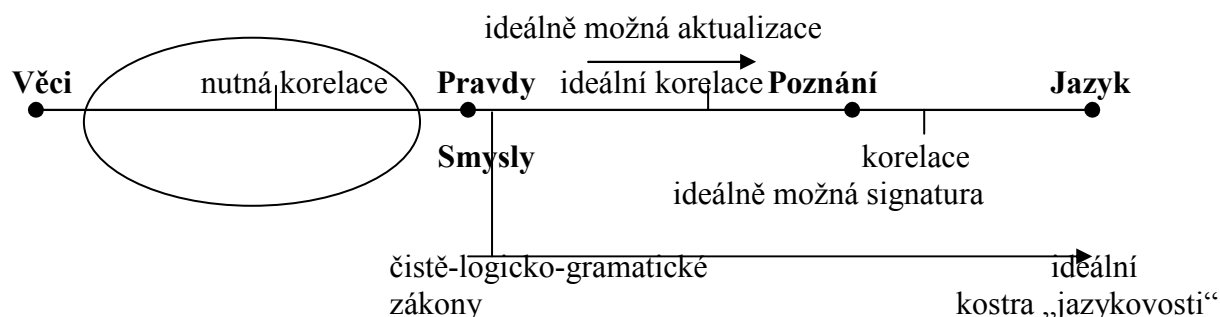 ideálně možná aktualizace
Věci nutná korelace Pravdy ideální korelace Poznání Jazyk
Smysly korelace
ideálně možná signatura
čistě-logicko-gramatické ideální
zákony kostra „jazykovosti“